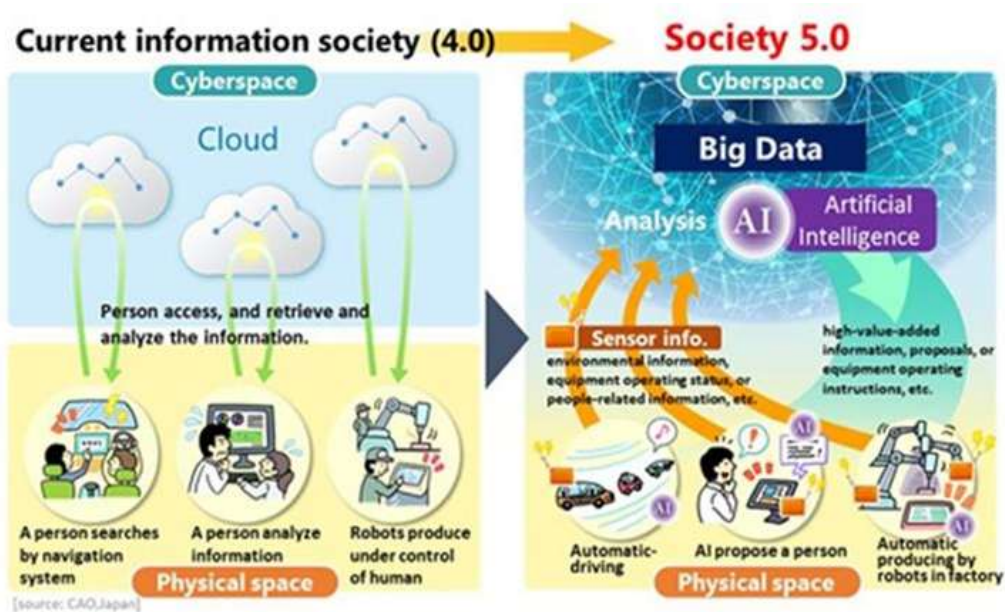 Current information society (4.0)
Society 5.0
Cyberspace
Cloud
Person access, and retrieve and
analyze the information.
A person searches
by navigation
system
A person analyze
information
Robots produce
under control
of human
Physical space
Cyberspace
Big Data
Analysis
AI
Artificial
Intelligence
Sensor info.
environmental information,
equipment operating status, or
people-related information, etc.
high-value-added
information, proposals, or
equipment operating
instructions, etc.
AI
AI
AI
Automatic-
driving
AI propose a person
Automatic
producing by
robots in factory
Physical space
[source: CAO,Japan]